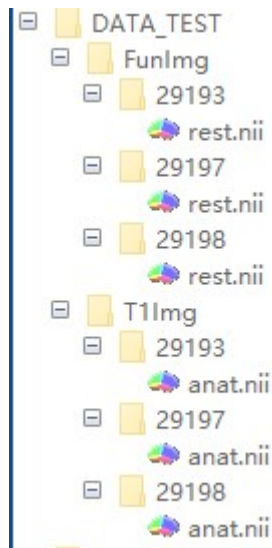 DATA_TEST
FunImg
29193
rest.nii
29197
rest.nii
29198
rest.nii
T1Img
29193
anat.nii
29197
anat.nii
29198
anat.nii